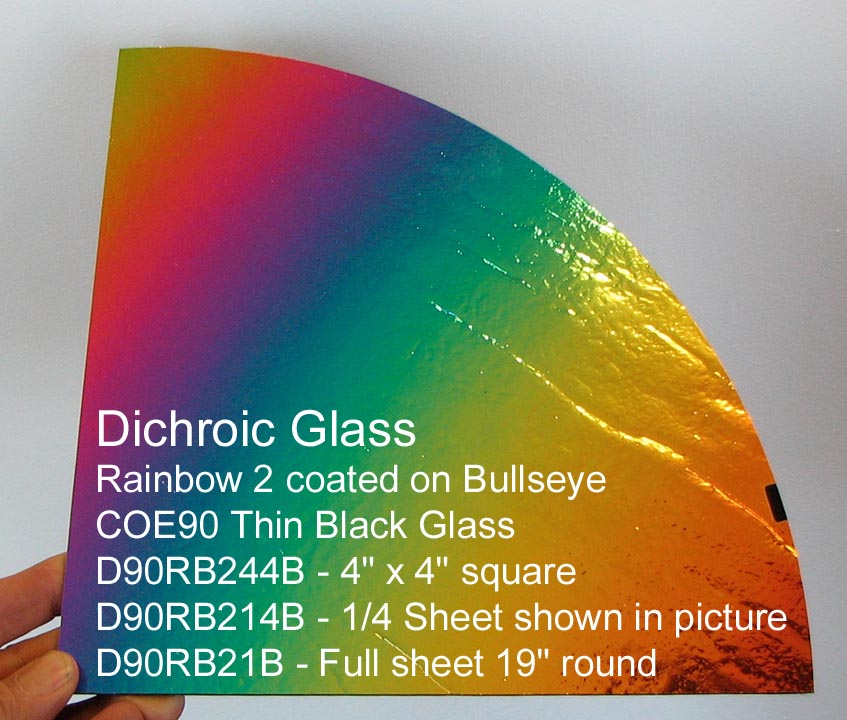 Dichroic Glass
Rainbow 2 coated on Bullseye
COE90 Thin Black Glass
D90RB244B - 4" x 4" square
D90RB214B - 1/4 Sheet shown in picture
D90RB21B - Full sheet 19" round